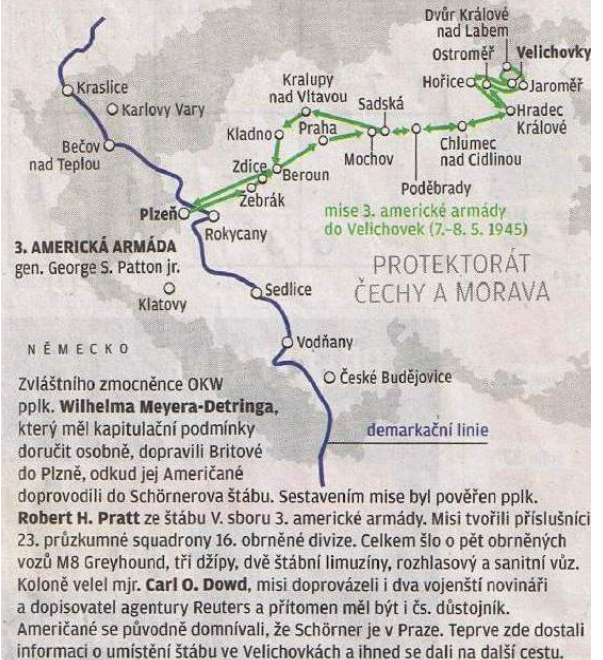 Dvůr Králové
nad Labem
Ostroměř
Velichovky
Kraslice
Hořice
Jaroměř
Karlovy Vary
Kralupy
nad Vltavou
Sadská
Hradec
Králové
Kladno
Praha
Bečov
nad Teplou
Mochov
Chlumec
nad Cidlinou
Zdice
Beroun
Poděbrady
Žebrák
Plzeň
Rokycany
mise 3. americké armády
do Velichovek (7.–8. 5. 1945)
3. AMERICKÁ ARMÁDA
gen. George S. Patton jr.
PROTEKTORÁT
ČECHY A MORAVA
Klatovy
Sedlice
NĚMECKO
Vodňany
České Budějovice
demarkační linie
Zvláštního zmocněnce OKW
pplk. Wilhelma Meyera-Detringa,
který měl kapitulační podmínky
doručit osobně, dopravili Britové
do Plzně, odkud jej Američané
doprovodili do Schörnerova štábu. Sestavením mise byl pověřen pplk.
Robert H. Pratt ze štábu V. sboru 3. americké armády. Misi tvořili příslušníci
23. průzkumné squadrony 16. obrněné divize. Celkem šlo o pět obrněných
vozů M8 Greyhound, tři džípy, dvě štábní limuzíny, rozhlasový a sanitní vůz.
Koloně velel mjr. Carl O. Dowd, misi doprovázeli i dva vojenští novináři
a dopisovatel agentury Reuters a přítomen měl být i čs. důstojník.
Američané se původně domnívali, že Schörner je v Praze. Teprve zde dostali
informaci o umístění štábu ve Velichovkách a ihned se dali na další cestu.